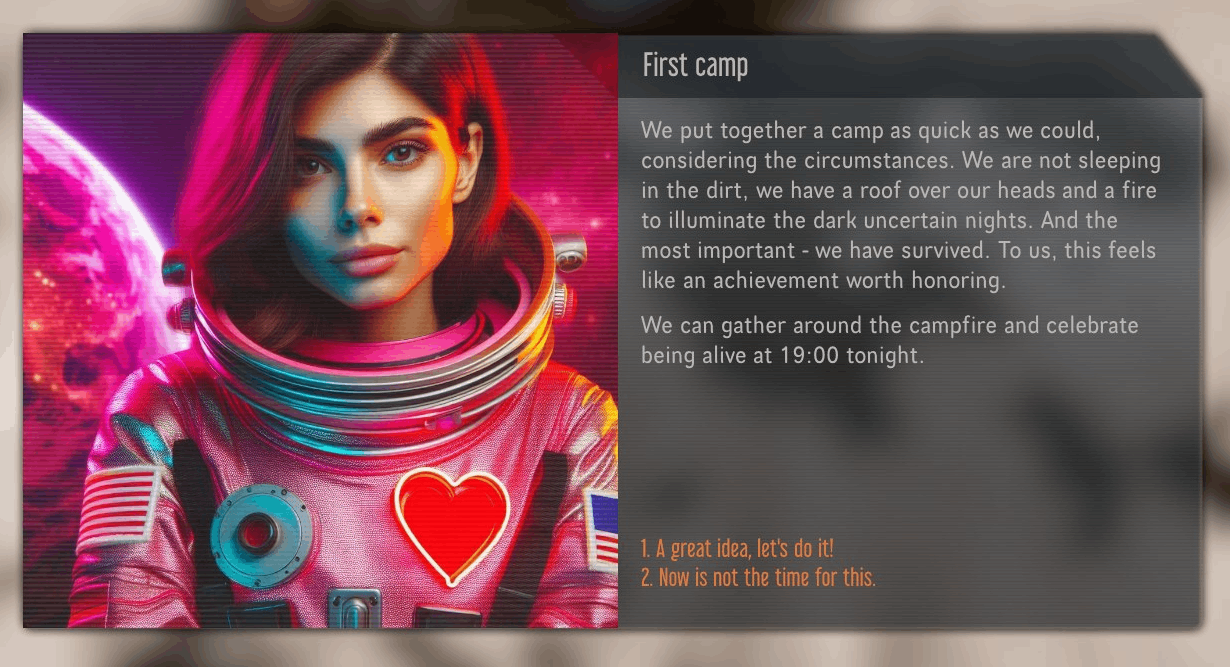 First camp
We put together a camp as quick as we could,
considering the circumstances. We are not sleeping
in the dirt, we have a roof over our heads and a fire
to illuminate the dark uncertain nights. And the
most important - we have survived. To us, this feels
like an achievement worth honoring.
We can gather around the campfire and celebrate
being alive at 19:00 tonight.
1. A great idea, let's do it!
2. Now is not the time for this.